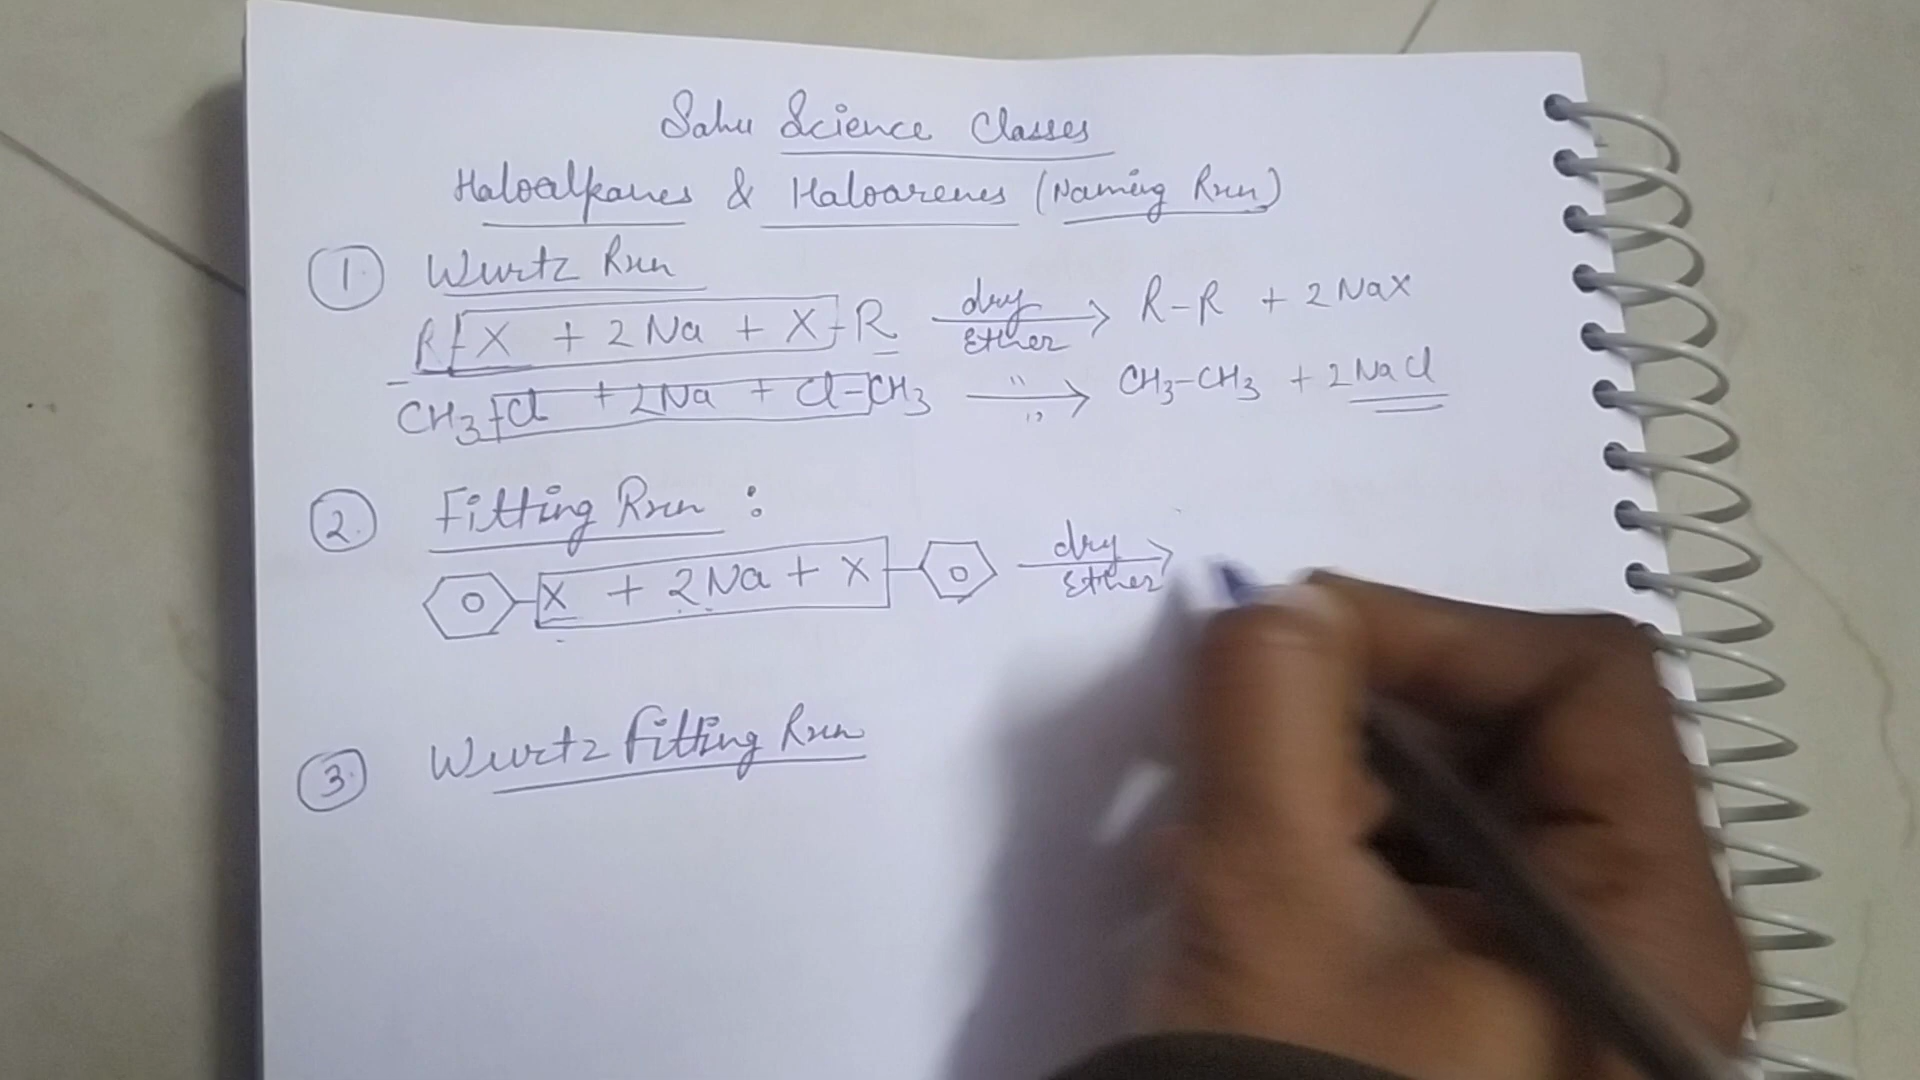 Sahu Science Classes
Haloalkanes & Haloarenes (Naming Rxn)
1. Wurtz Rxn
R-X + 2Na + X-R dry Ether → R-R + 2NaX
CH3-Cl + 2Na + Cl-CH3 " " → CH3-CH3 + 2NaCl
2. Fitting Rxn :
X + 2Na + X dry Ether →
3. Wurtz Fitting Rxn